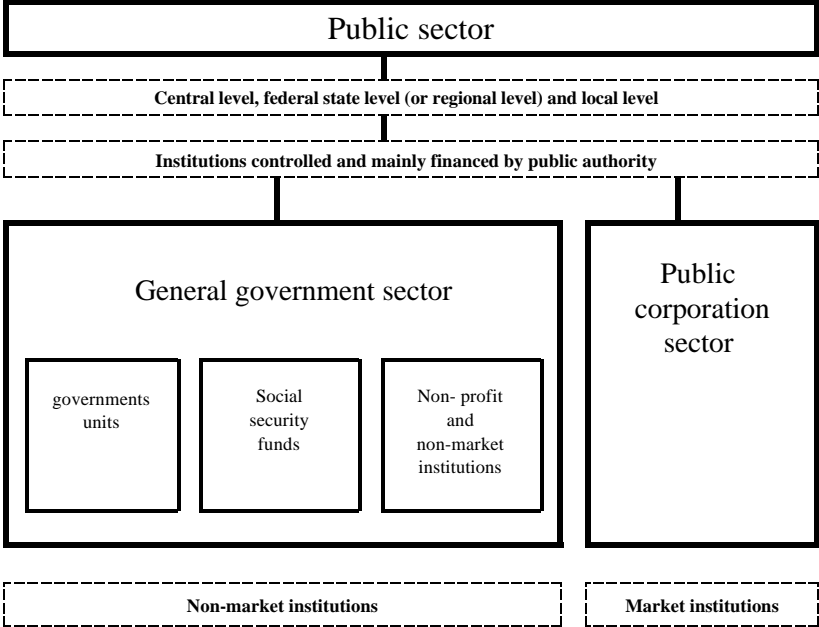 Public sector
Central level, federal state level (or regional level) and local level
Institutions controlled and mainly financed by public authority
General government sector
governments
units
Social
security
funds
Non- profit
and
non-market
institutions
Public
corporation
sector
Non-market institutions
Market institutions